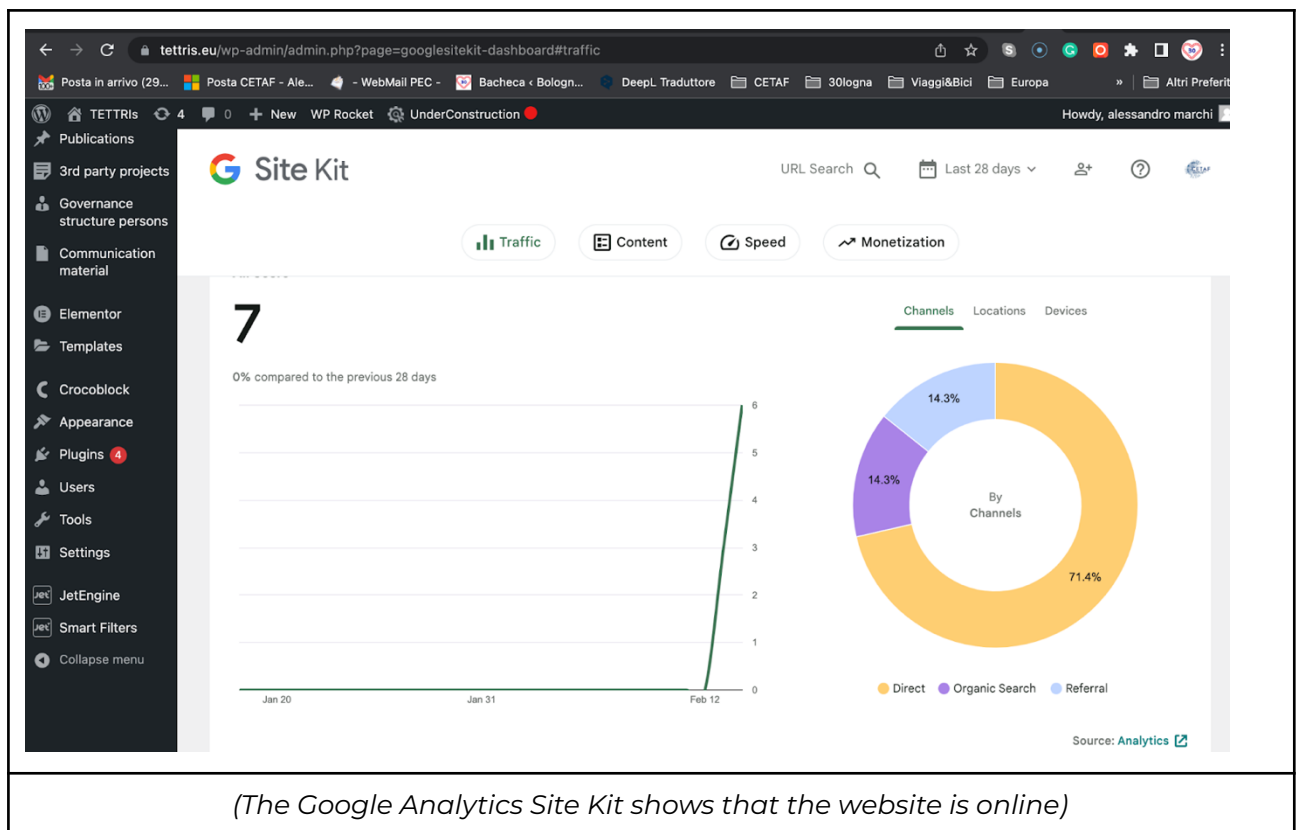 tettris.eu/wp-admin/admin.php?page=googlesitekit-dashboard#traffic
Posta in arrivo (29... Posta CETAF - Ale... - WebMail PEC - Bacheca ‹ Bologn... DeepL Traduttore CETAF 30logna Viaggi&Bici Europa » Altri Preferit
TETTRIs 4 0 + New WP Rocket UnderConstruction Howdy, alessandro marchi
Publications
3rd party projects
Governance
structure persons
Communication
material
Elementor
Templates
Crocoblock
Appearance
Plugins 4
Users
Tools
Settings
JetEngine
Smart Filters
Collapse menu
G Site Kit
URL Search Last 28 days
Traffic Content Speed Monetization
7
0% compared to the previous 28 days
6
5
4
3
2
1
0
Jan 20 Jan 31 Feb 12
Channels Locations Devices
14.3%
14.3%
71.4%
By
Channels
Direct Organic Search Referral
Source: Analytics
(The Google Analytics Site Kit shows that the website is online)